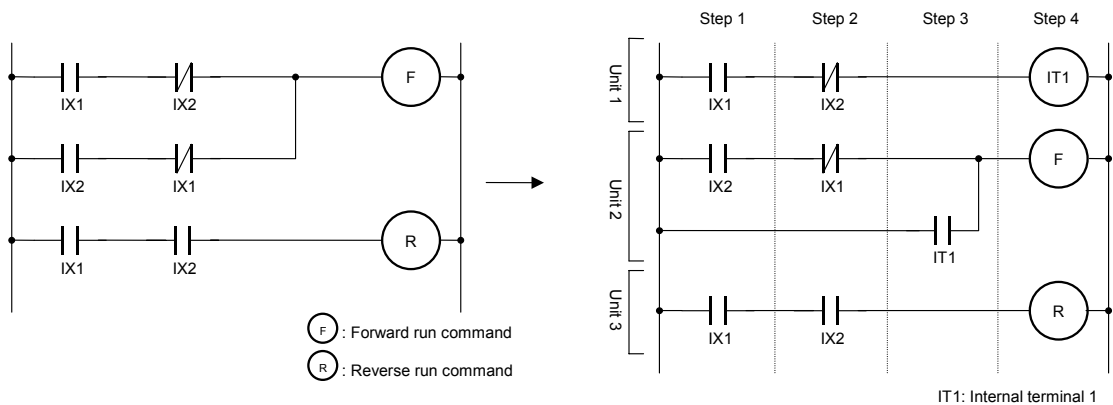 IX1 IX2 F
IX2 IX1
IX1 IX2 R
F : Forward run command
R : Reverse run command
Step 1 Step 2 Step 3 Step 4
Unit 1
IX1 IX2 IT1
Unit 2
IX2 IX1 F
IT1
Unit 3
IX1 IX2 R
IT1: Internal terminal 1